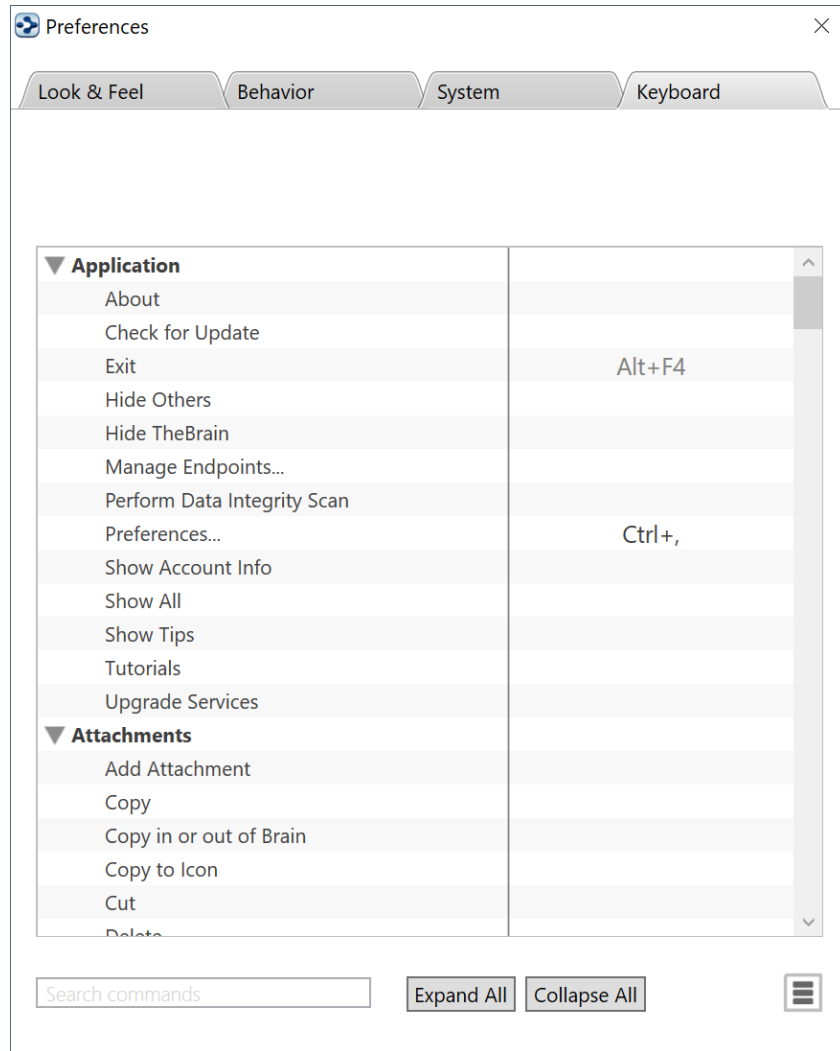 Preferences
Look & Feel
Behavior
System
Keyboard
Application
About
Check for Update
Exit Alt+F4
Hide Others
Hide TheBrain
Manage Endpoints...
Perform Data Integrity Scan
Preferences... Ctrl+,
Show Account Info
Show All
Show Tips
Tutorials
Upgrade Services
Attachments
Add Attachment
Copy
Copy in or out of Brain
Copy to Icon
Cut
Delete
Search commands
Expand All
Collapse All